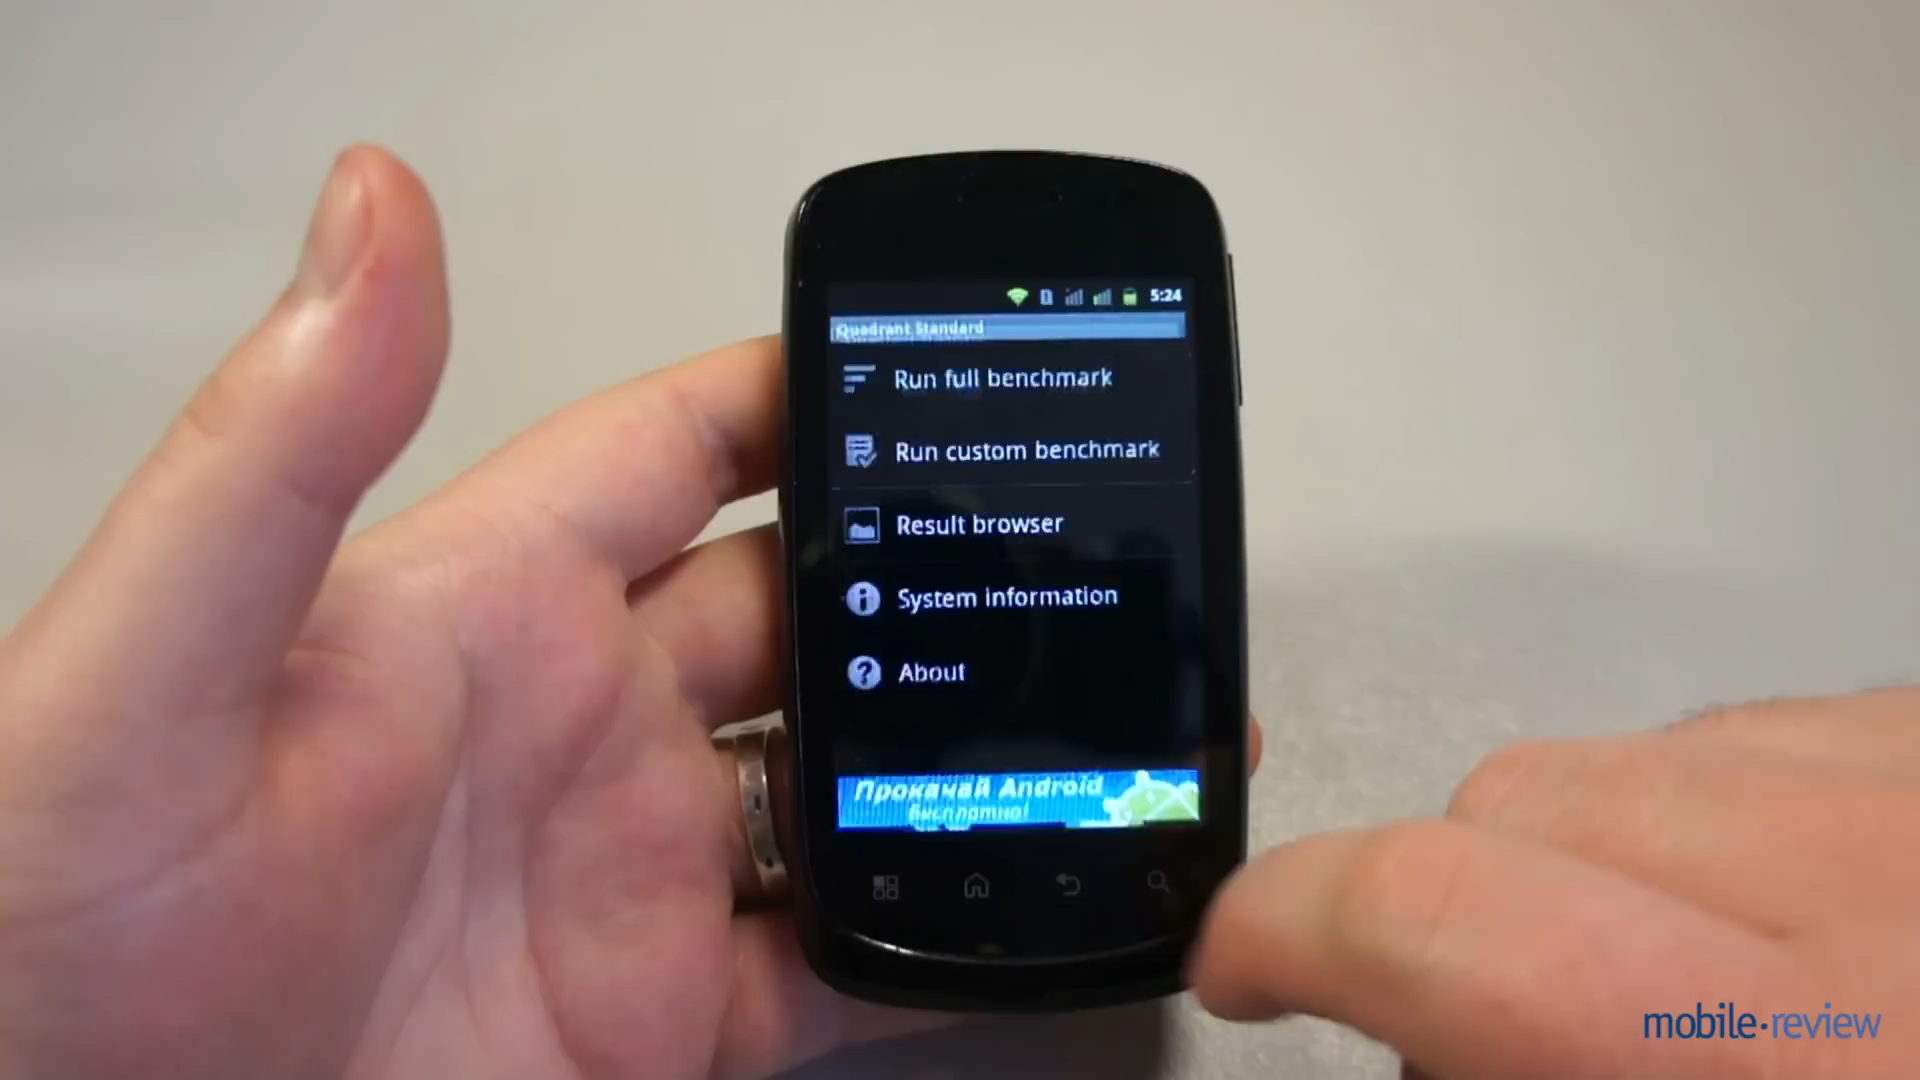 5:24
Quadrant Standard
Run full benchmark
Run custom benchmark
Result browser
System information
About
Прокачай Android
Бесплатно!
mobile-review